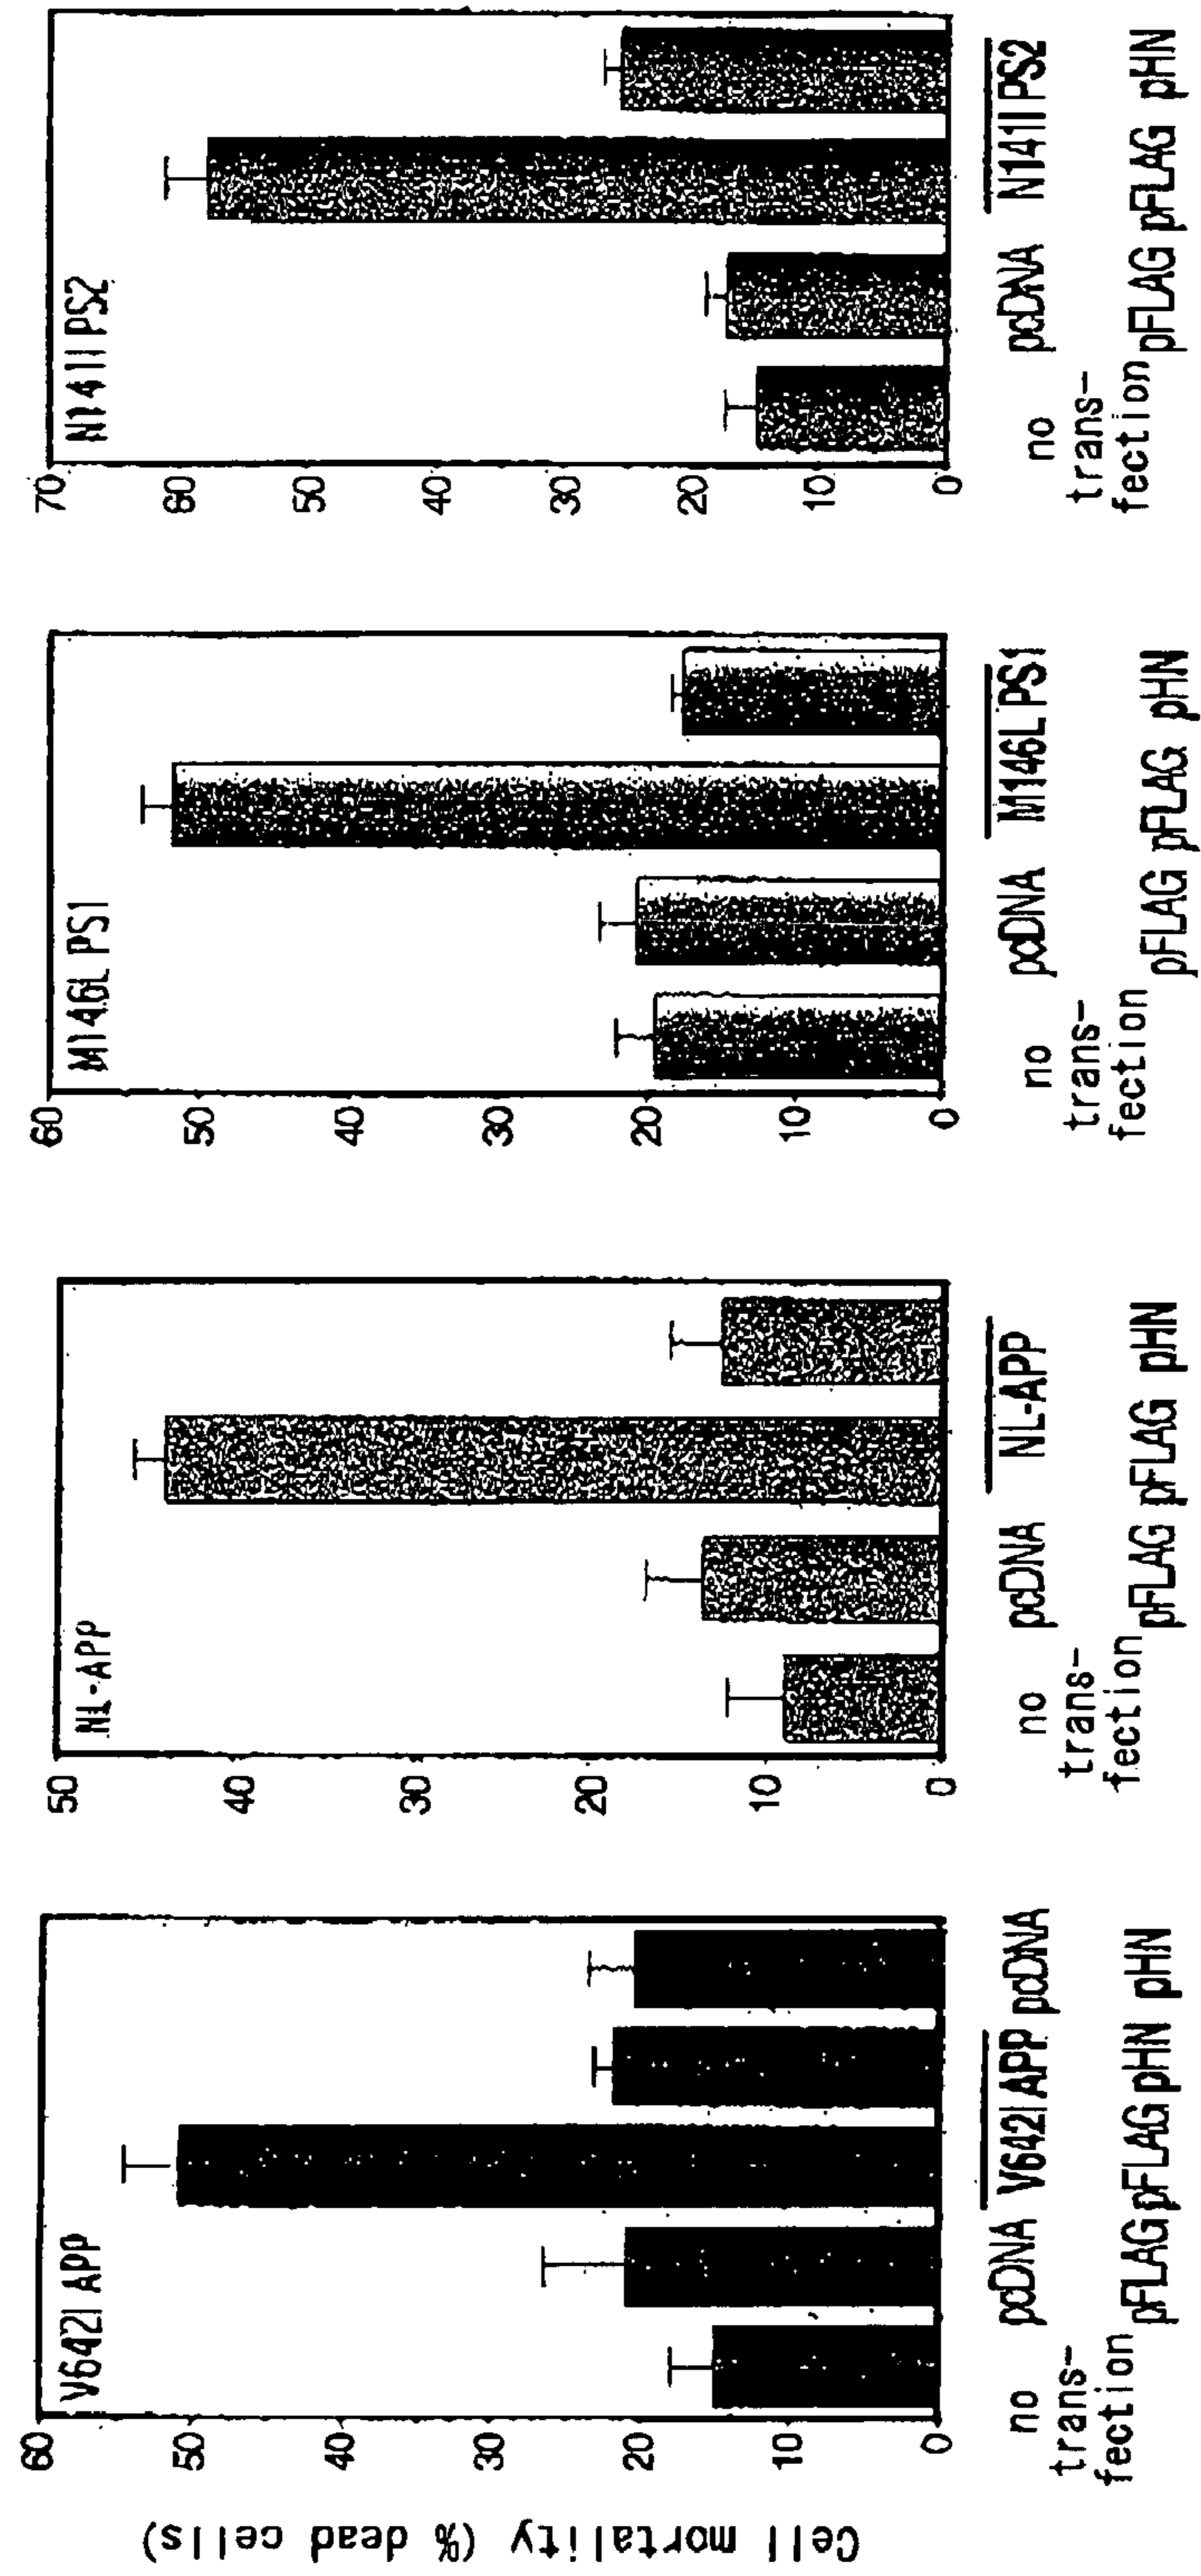 Cell mortality (% dead cells)
V642I APP
60
50
40
30
20
10
0
no
trans-
fection
pcDNA V642I APP pcDNA
pFLAG pFLAG pHN pHN
NL-APP
50
40
30
20
10
0
no
trans-
fection
pcDNA NL-APP
pFLAG pFLAG pHN
M146L PS1
60
50
40
30
20
10
0
no
trans-
fection
pcDNA M146L PS1
pFLAG pFLAG pHN
N141I PS2
70
60
50
40
30
20
10
0
no
trans-
fection
pcDNA N141I PS2
pFLAG pFLAG pHN